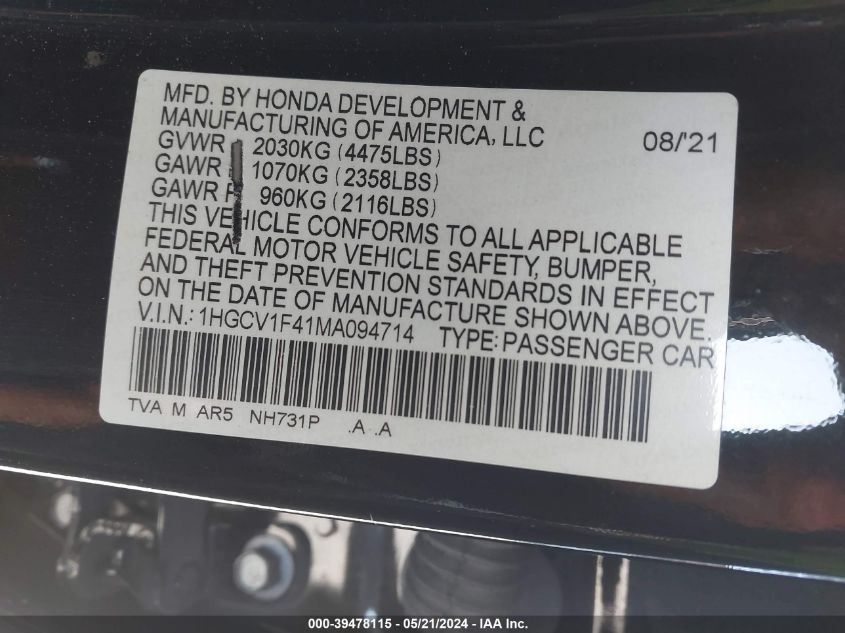 MFD. BY HONDA DEVELOPMENT &
MANUFACTURING OF AMERICA, LLC 08/'21
GVWR 2030KG (4475LBS)
GAWR 1070KG (2358LBS)
GAWR 960KG (2116LBS)
THIS VEHICLE CONFORMS TO ALL APPLICABLE
FEDERAL MOTOR VEHICLE SAFETY, BUMPER,
AND THEFT PREVENTION STANDARDS IN EFFECT
ON THE DATE OF MANUFACTURE SHOWN ABOVE.
V.I.N.: 1HGCV1F41MA094714 TYPE: PASSENGER CAR
TVA M AR5 NH731P .A .A
000-39478115 - 05/21/2024 - IAA Inc.